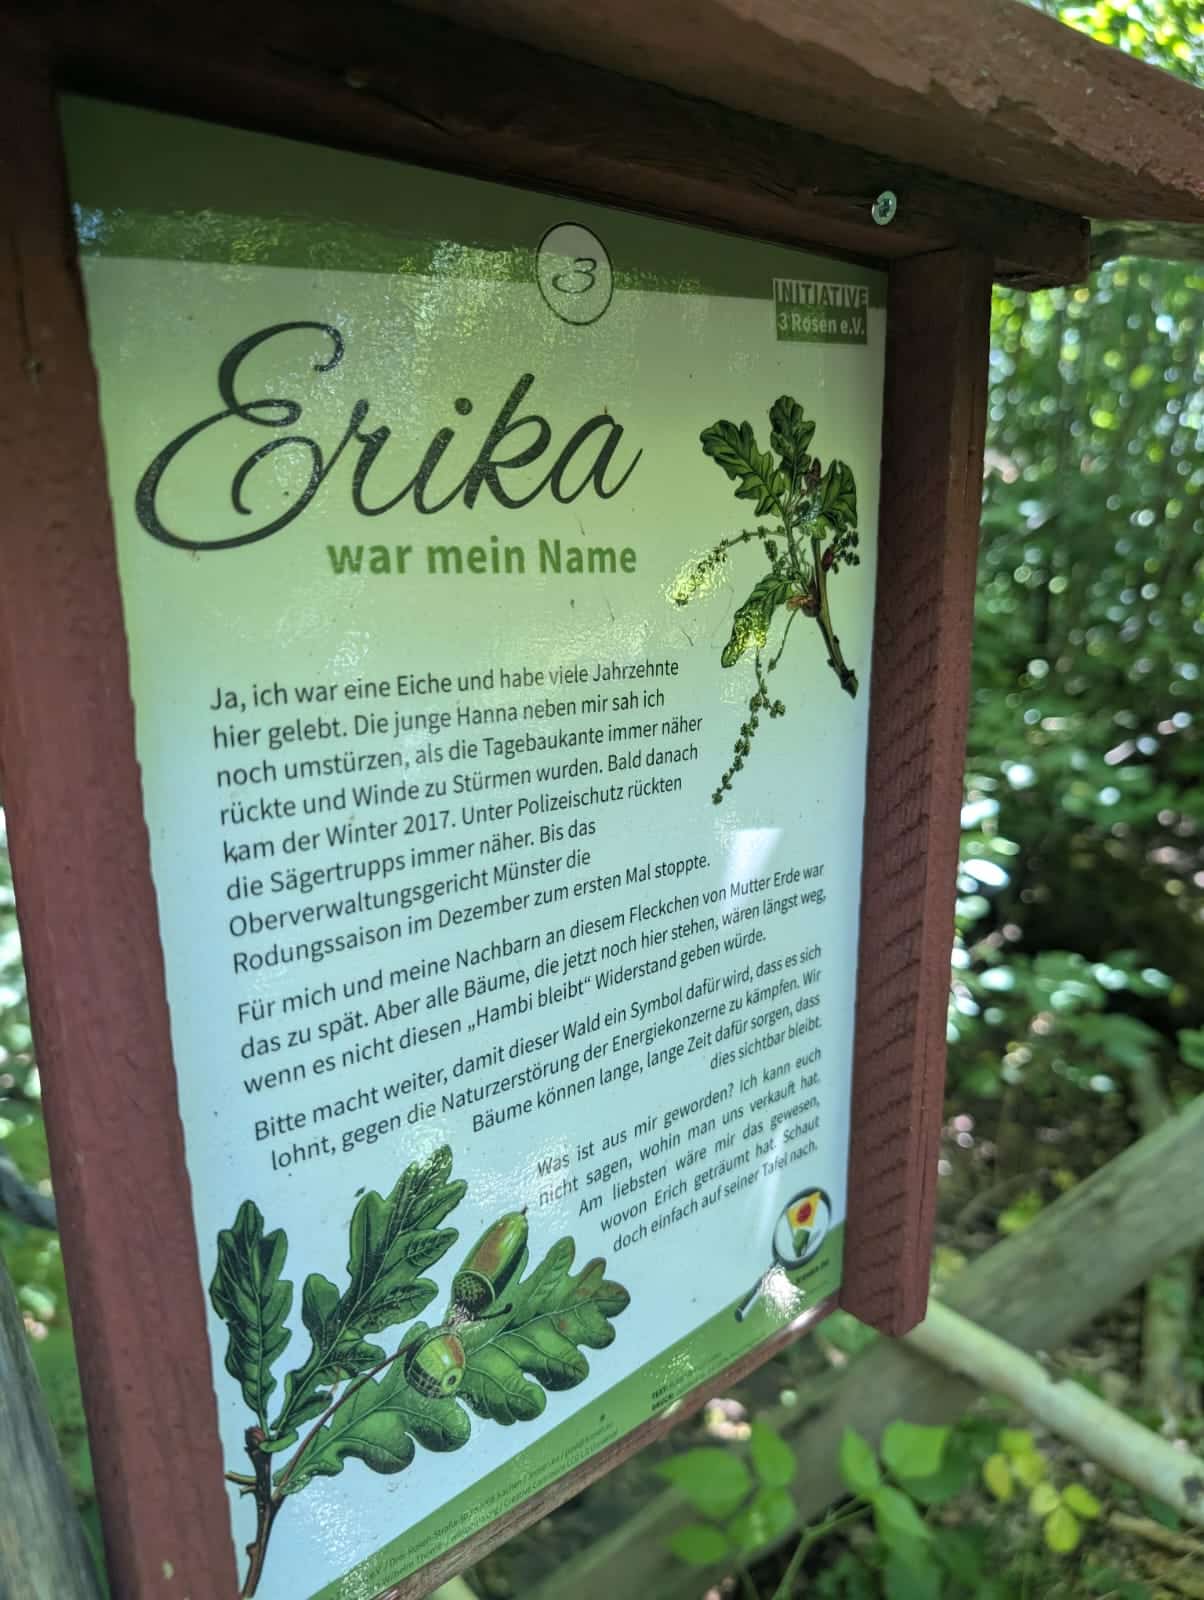 3
INITIATIVE
3 Rosen e.V.
Erika
war mein Name
Ja, ich war eine Eiche und habe viele Jahrzehnte
hier gelebt. Die junge Hanna neben mir sah ich
noch umstürzen, als die Tagebaukante immer näher
rückte und Winde zu Stürmen wurden. Bald danach
kam der Winter 2017. Unter Polizeischutz rückten
die Sägertrupps immer näher. Bis das
Oberverwaltungsgericht Münster die
Rodungssaison im Dezember zum ersten Mal stoppte.
Für mich und meine Nachbarn an diesem Fleckchen von Mutter Erde war
das zu spät. Aber alle Bäume, die jetzt noch hier stehen, wären längst weg,
wenn es nicht diesen „Hambi bleibt“ Widerstand geben würde.
Bitte macht weiter, damit dieser Wald ein Symbol dafür wird, dass es sich
lohnt, gegen die Naturzerstörung der Energiekonzerne zu kämpfen. Wir
Bäume können lange, lange Zeit dafür sorgen, dass
dies sichtbar bleibt.
Was ist aus mir geworden? Ich kann euch
nicht sagen, wohin man uns verkauft hat.
Am liebsten wäre mir das gewesen,
wovon Erich geträumt hat. Schaut
doch einfach auf seiner Tafel nach.